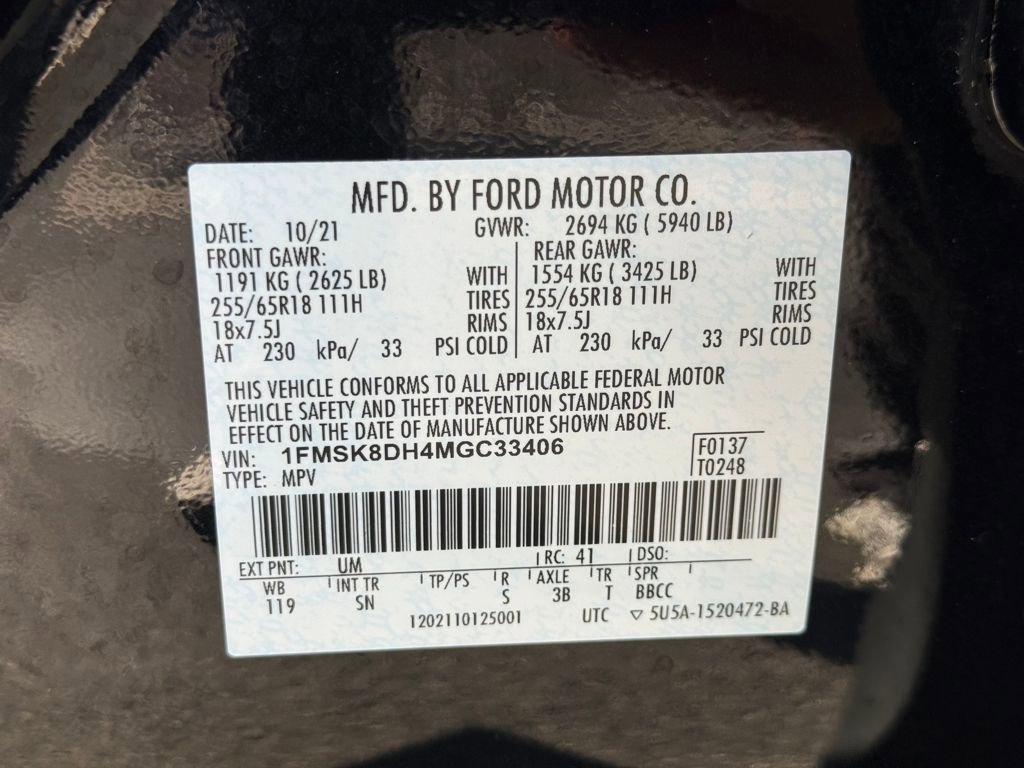 MFD. BY FORD MOTOR CO.
DATE: 10/21 GVWR: 2694 KG ( 5940 LB)
FRONT GAWR: REAR GAWR:
1191 KG ( 2625 LB) WITH 1554 KG ( 3425 LB) WITH
255/65R18 111H TIRES 255/65R18 111H TIRES
18x7.5J RIMS 18x7.5J RIMS
AT 230 kPa/ 33 PSI COLD AT 230 kPa/ 33 PSI COLD
THIS VEHICLE CONFORMS TO ALL APPLICABLE FEDERAL MOTOR
VEHICLE SAFETY AND THEFT PREVENTION STANDARDS IN
EFFECT ON THE DATE OF MANUFACTURE SHOWN ABOVE.
VIN: 1FMSK8DH4MGC33406 F0137
TYPE: MPV T0248
EXT PNT: UM RC: 41 DSO:
WB INT TR TP/PS R AXLE TR SPR
119 SN S 3B T BBCC
1202110125001 UTC ▽ 5U5A-1520472-BA